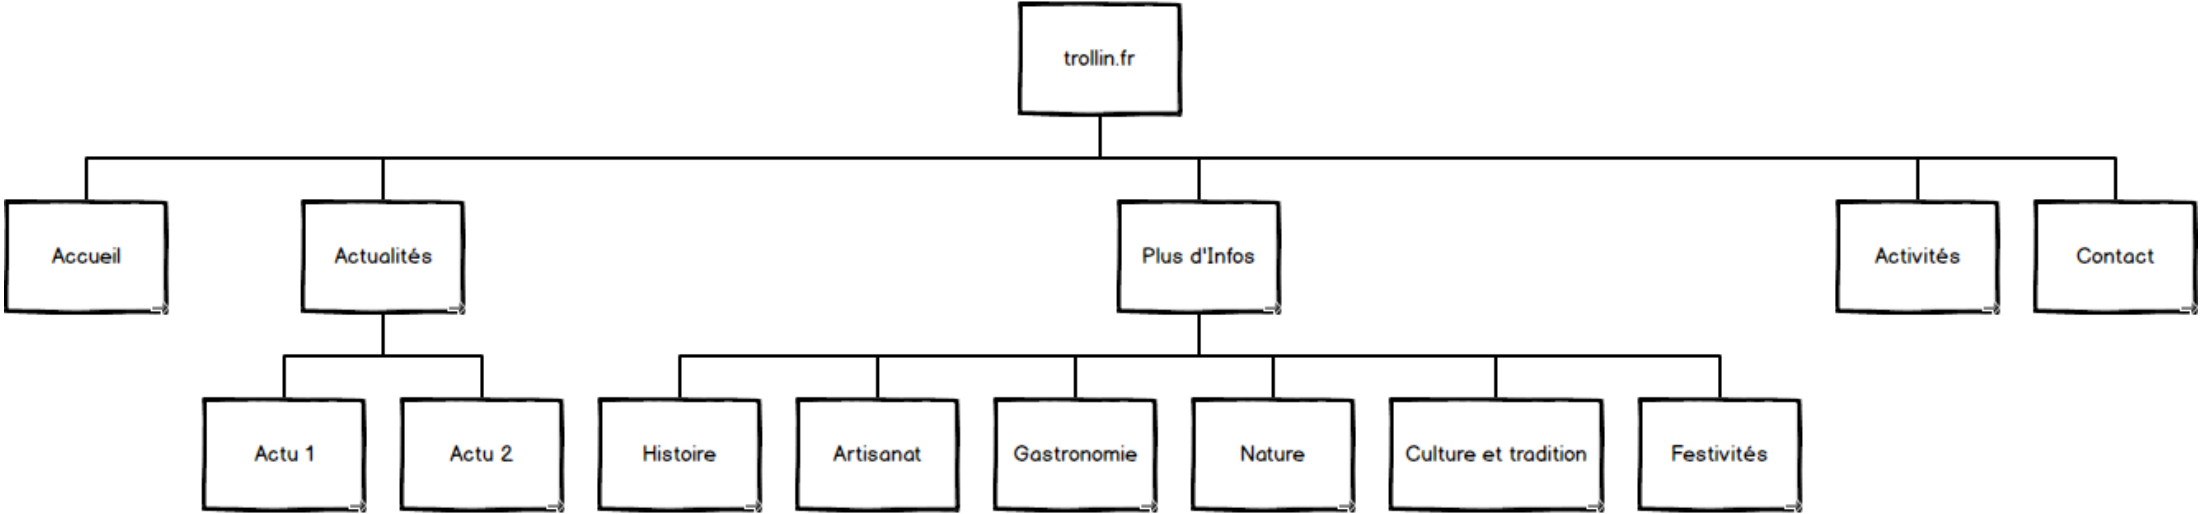 trollin.fr
Accueil
Actualités
Plus d'Infos
Activités
Contact
Actu 1
Actu 2
Histoire
Artisanat
Gastronomie
Nature
Culture et tradition
Festivités